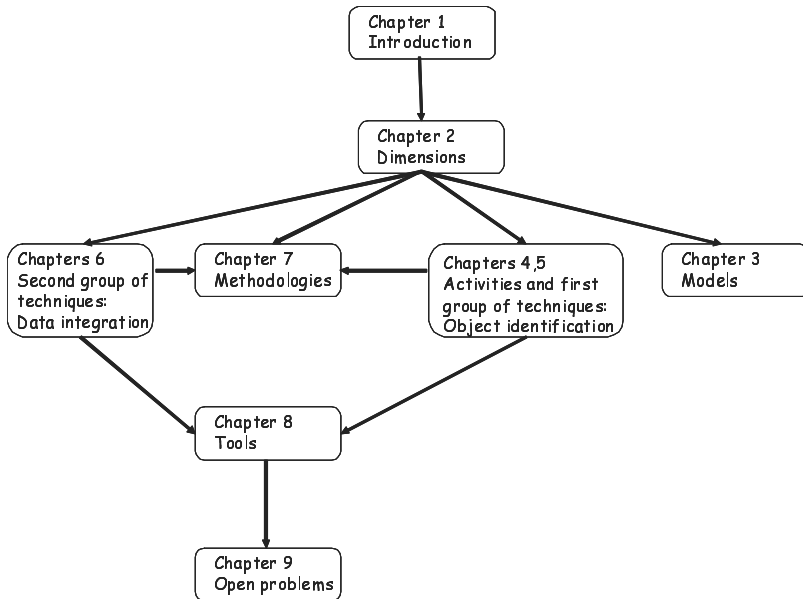 Chapter 1
Introduction
Chapter 2
Dimensions
Chapters 6
Second group of
techniques:
Data integration
Chapter 7
Methodologies
Chapters 4,5
Activities and first
group of techniques:
Object identification
Chapter 3
Models
Chapter 8
Tools
Chapter 9
Open problems